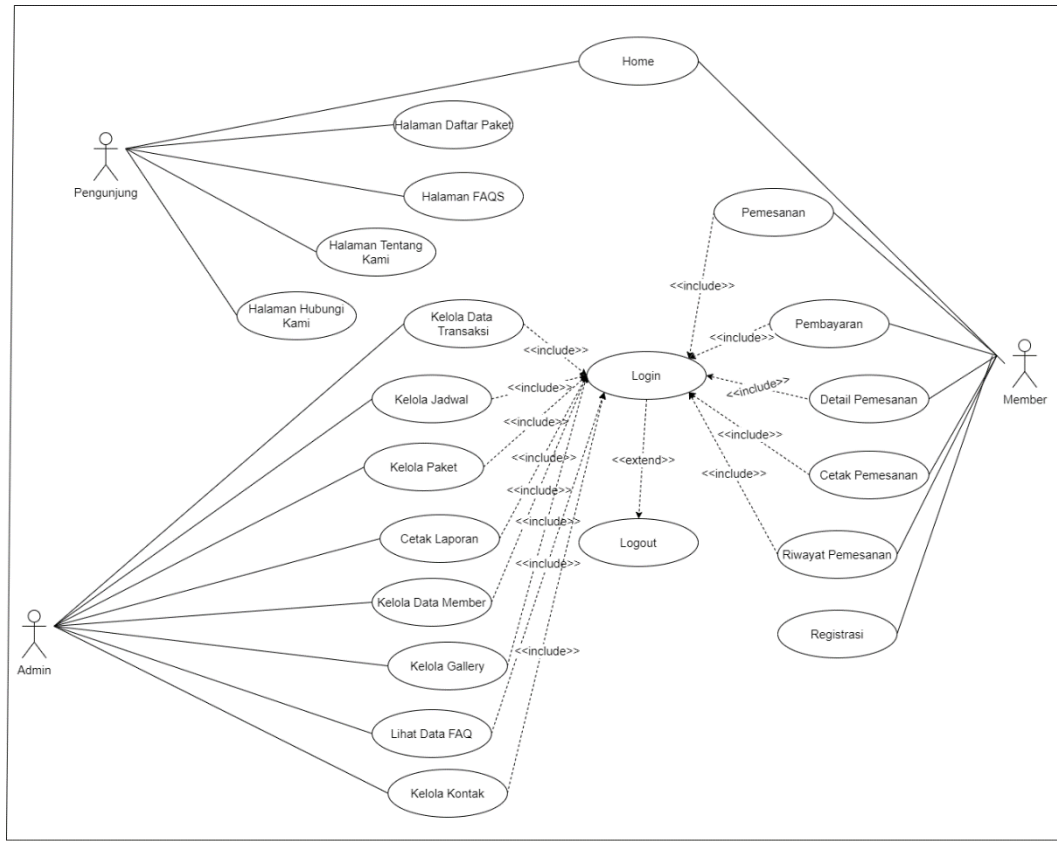 Home
Halaman Daftar Paket
Pengunjung
Halaman FAQS
Pemesanan
Halaman Tentang
Kami
<<include>>
Halaman Hubungi
Kami
Kelola Data
Transaksi
Pembayaran
<<include>>
<<include>>
Login
Member
Kelola Jadwal
<<include>>
<<include>>
Detail Pemesanan
Kelola Paket
<<include>>
<<include>>
<<include>>
<<extend>>
<<include>>
Cetak Pemesanan
<<include>>
Cetak Laporan
<<include>>
Logout
Riwayat Pemesanan
<<include>>
Kelola Data Member
Admin
Registrasi
<<include>>
Kelola Gallery
Lihat Data FAQ
Kelola Kontak